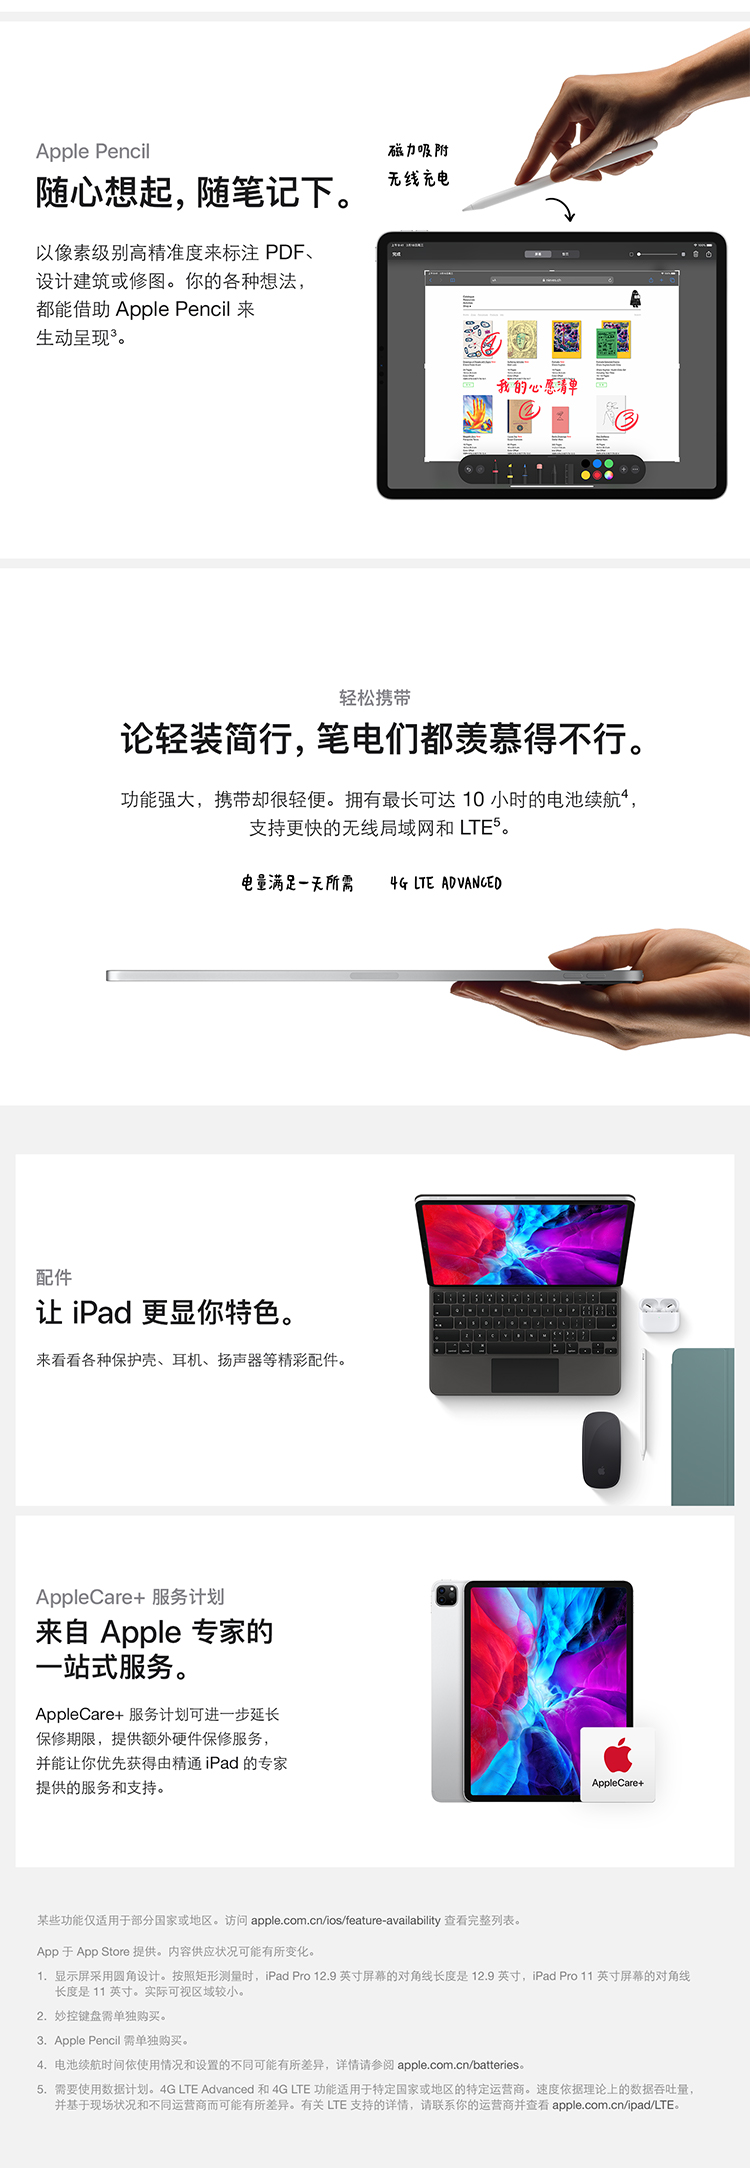 Apple Pencil
随心想起，随笔记下。
以像素级别高精准度来标注 PDF、
设计建筑或修图。你的各种想法，
都能借助 Apple Pencil 来
生动呈现³。
磁力吸附
无线充电
完成
我的心愿清单
①
②
③
轻松携带
论轻装简行，笔电们都羡慕得不行。
功能强大，携带却很轻便。拥有最长可达 10 小时的电池续航⁴，
支持更快的无线局域网和 LTE⁵。
电量满足一天所需
4G LTE ADVANCED
配件
让 iPad 更显你特色。
来看看各种保护壳、耳机、扬声器等精彩配件。
AppleCare+ 服务计划
来自 Apple 专家的
一站式服务。
AppleCare+ 服务计划可进一步延长
保修期限，提供额外硬件保修服务，
并能让你优先获得由精通 iPad 的专家
提供的服务和支持。
AppleCare+
某些功能仅适用于部分国家或地区。访问 apple.com.cn/ios/feature-availability 查看完整列表。
App 于 App Store 提供。内容供应状况可能有所变化。
1. 显示屏采用圆角设计。按照矩形测量时，iPad Pro 12.9 英寸屏幕的对角线长度是 12.9 英寸，iPad Pro 11 英寸屏幕的对角线
长度是 11 英寸。实际可视区域较小。
2. 妙控键盘需单独购买。
3. Apple Pencil 需单独购买。
4. 电池续航时间依使用情况和设置的不同可能有所差异，详情请参阅 apple.com.cn/batteries。
5. 需要使用数据计划。4G LTE Advanced 和 4G LTE 功能适用于特定国家或地区的特定运营商。速度依据理论上的数据吞吐量，
并基于现场状况和不同运营商而可能有所差异。有关 LTE 支持的详情，请联系你的运营商并查看 apple.com.cn/ipad/LTE。